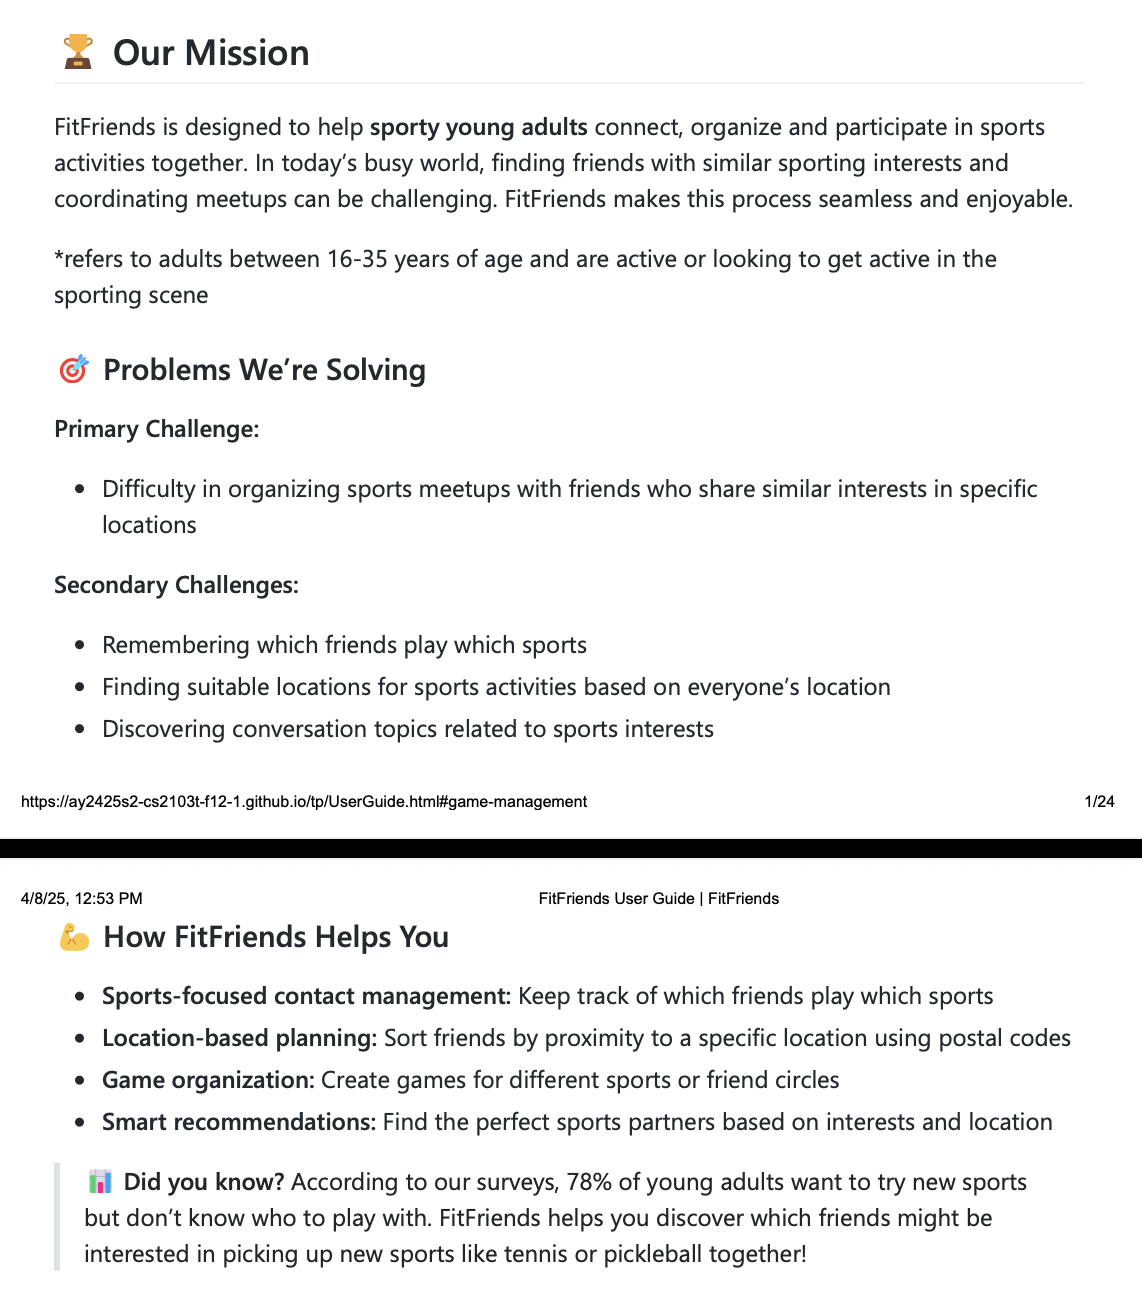 Our Mission
FitFriends is designed to help sporty young adults connect, organize and participate in sports
activities together. In today’s busy world, finding friends with similar sporting interests and
coordinating meetups can be challenging. FitFriends makes this process seamless and enjoyable.
*refers to adults between 16-35 years of age and are active or looking to get active in the
sporting scene
Problems We’re Solving
Primary Challenge:
• Difficulty in organizing sports meetups with friends who share similar interests in specific
locations
Secondary Challenges:
• Remembering which friends play which sports
• Finding suitable locations for sports activities based on everyone’s location
• Discovering conversation topics related to sports interests
https://ay2425s2-cs2103t-f12-1.github.io/tp/UserGuide.html#game-management 1/24
4/8/25, 12:53 PM FitFriends User Guide | FitFriends
How FitFriends Helps You
• Sports-focused contact management: Keep track of which friends play which sports
• Location-based planning: Sort friends by proximity to a specific location using postal codes
• Game organization: Create games for different sports or friend circles
• Smart recommendations: Find the perfect sports partners based on interests and location
Did you know? According to our surveys, 78% of young adults want to try new sports
but don’t know who to play with. FitFriends helps you discover which friends might be
interested in picking up new sports like tennis or pickleball together!